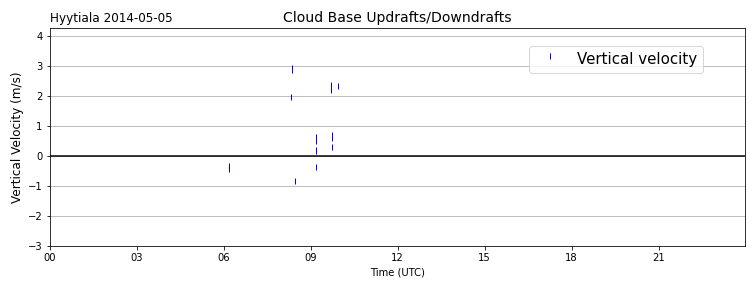 Hyytiala 2014-05-05
Cloud Base Updrafts/Downdrafts
Vertical velocity
Vertical Velocity (m/s)
4
3
2
1
0
−1
−2
−3
00 03 06 09 12 15 18 21
Time (UTC)